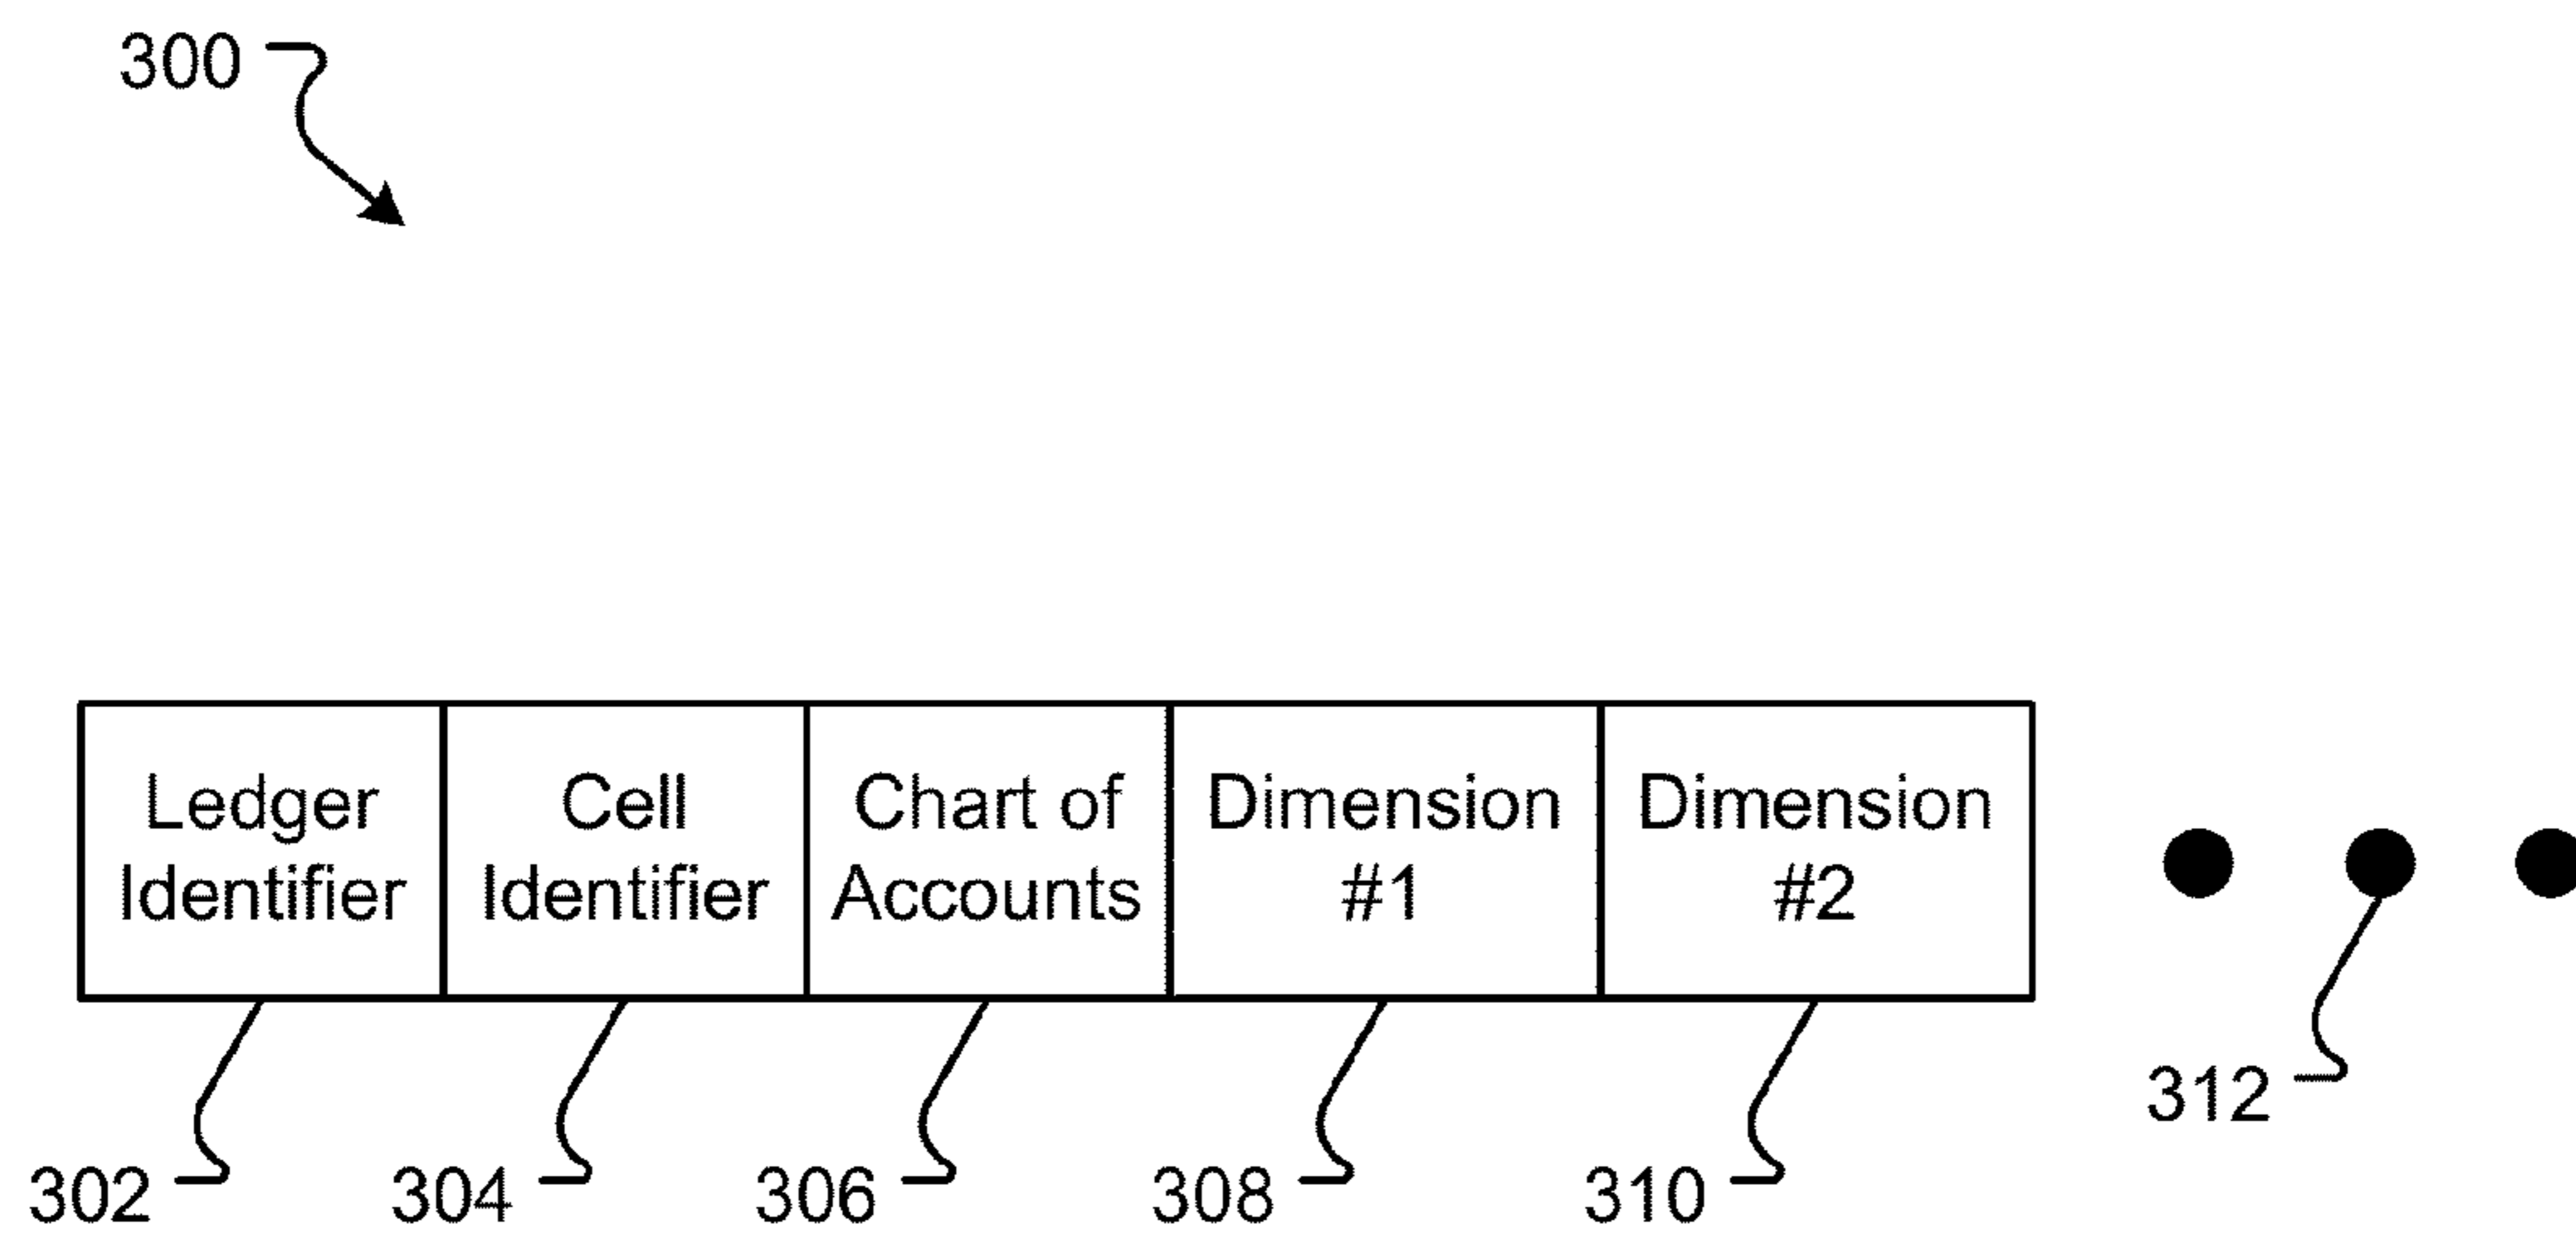 300
Ledger
Identifier
Cell
Identifier
Chart of
Accounts
Dimension
#1
Dimension
#2
302
304
306
308
310
312